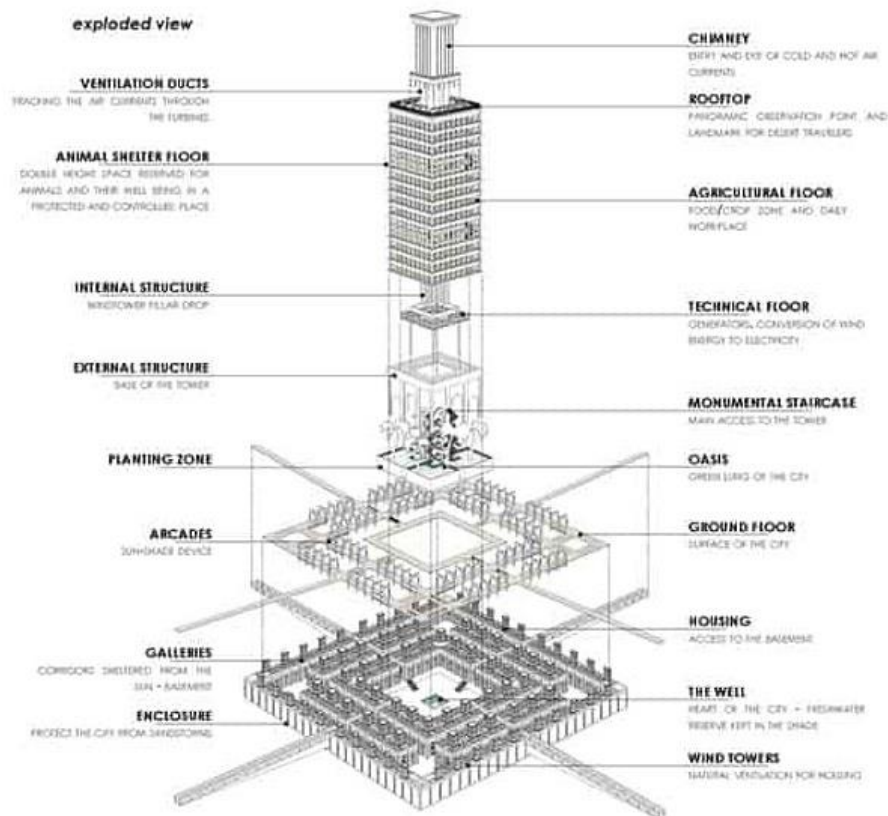 exploded view
CHIMNEY
ENTRY AND EYE OF COLD AND HOT AIR
CURRENTS
VENTILATION DUCTS
TRACKING THE AIR CURRENTS THROUGH
THE TURBINES
ROOFTOP
PANORAMIC OBSERVATION POINT AND
LANDMARK FOR DESERT TRAVELERS
ANIMAL SHELTER FLOOR
DOUBLE HEIGHT SPACE RESERVED FOR
ANIMALS AND THEIR WELL BEING IN A
PROTECTED AND CONTROLLED PLACE
AGRICULTURAL FLOOR
FOOD/CROP ZONE AND DAILY
WORKPLACE
INTERNAL STRUCTURE
WINDTOWER PILLAR DROP
TECHNICAL FLOOR
GENERATORS, CONVERSION OF WIND
ENERGY TO ELECTRICITY
EXTERNAL STRUCTURE
BASE OF THE TOWER
MONUMENTAL STAIRCASE
MAIN ACCESS TO THE TOWER
PLANTING ZONE
OASIS
GREEN LUNG OF THE CITY
ARCADES
SUNSHADE DEVICE
GROUND FLOOR
SURFACE OF THE CITY
HOUSING
ACCESS TO THE BASEMENT
GALLERIES
CORRIDORS SHELTERED FROM THE
SUN - BASEMENT
THE WELL
HEART OF THE CITY - FRESHWATER
RESERVE KEPT IN THE SHADE
ENCLOSURE
PROTECT THE CITY FROM SANDSTORMS
WIND TOWERS
NATURAL VENTILATION FOR HOUSING